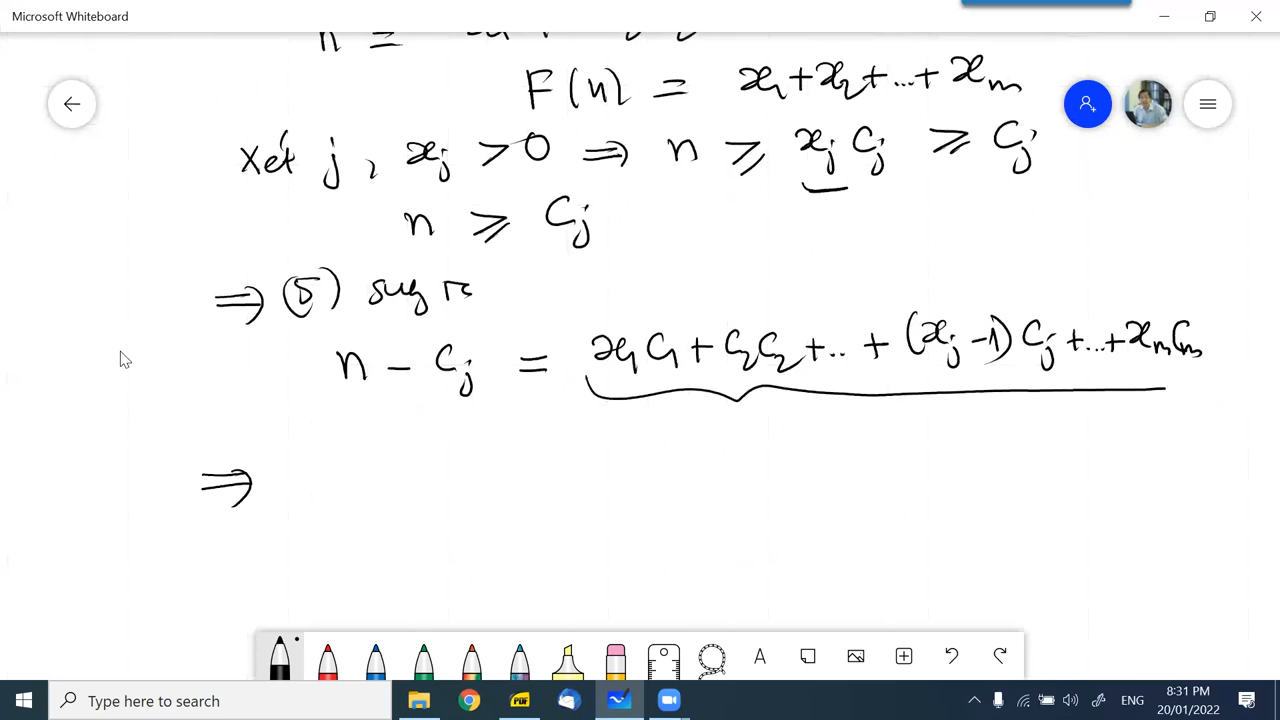 Microsoft Whiteboard
F(n) = x₁+x₂+...+xₘ
Xét j, xⱼ > 0 ⇒ n ⩾ xⱼ Cⱼ ⩾ Cⱼ
n ⩾ Cⱼ
⇒ (5) suy ra
n - Cⱼ = x₁C₁ + C₂C₂ +.. + (xⱼ-1) Cⱼ +...+ xₘCₘ
⇒
A
Type here to search
ENG
8:31 PM
20/01/2022